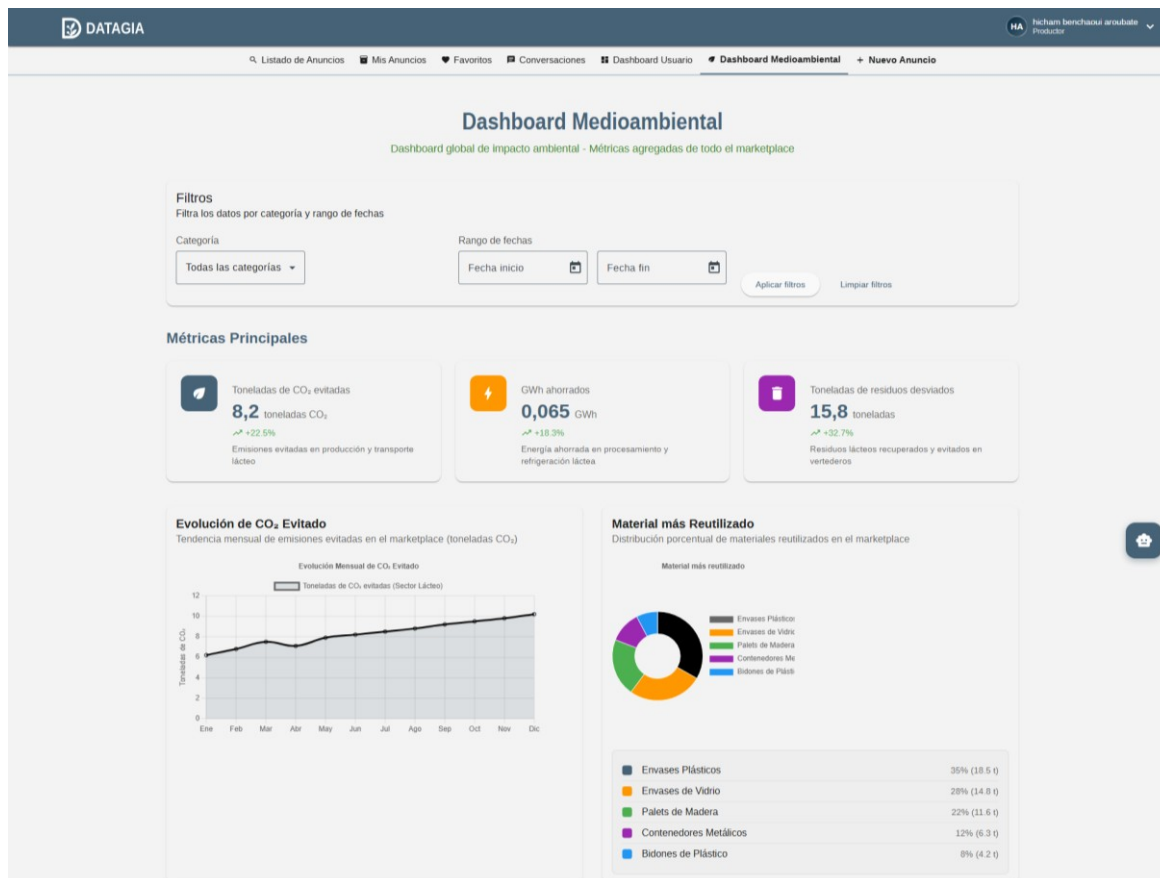 DATAGIA
HA
hicham benchaoui aroubate
Productor
Listado de Anuncios
Mis Anuncios
Favoritos
Conversaciones
Dashboard Usuario
Dashboard Medioambiental
+ Nuevo Anuncio
Dashboard Medioambiental
Dashboard global de impacto ambiental - Métricas agregadas de todo el marketplace
Filtros
Filtra los datos por categoría y rango de fechas
Categoría
Todas las categorías
Rango de fechas
Fecha inicio
Fecha fin
Aplicar filtros
Limpiar filtros
Métricas Principales
Toneladas de CO₂ evitadas
8,2 toneladas CO₂
+22.5%
Emisiones evitadas en producción y transporte
lácteo
GWh ahorrados
0,065 GWh
+18.3%
Energía ahorrada en procesamiento y
refrigeración láctea
Toneladas de residuos desviados
15,8 toneladas
+32.7%
Residuos lácteos recuperados y evitados en
vertederos
Evolución de CO₂ Evitado
Tendencia mensual de emisiones evitadas en el marketplace (toneladas CO₂)
Evolución Mensual de CO₂ Evitado
Toneladas de CO₂ evitadas (Sector Lácteo)
Toneladas de CO₂
12
10
8
6
4
2
0
Ene Feb Mar Abr May Jun Jul Ago Sep Oct Nov Dic
Material más Reutilizado
Distribución porcentual de materiales reutilizados en el marketplace
Material más reutilizado
Envases Plásticos
Envases de Vidric
Palets de Madera
Contenedores Me
Bidones de Plásti
Envases Plásticos 35% (18.5 t)
Envases de Vidrio 28% (14.8 t)
Palets de Madera 22% (11.6 t)
Contenedores Metálicos 12% (6.3 t)
Bidones de Plástico 8% (4.2 t)